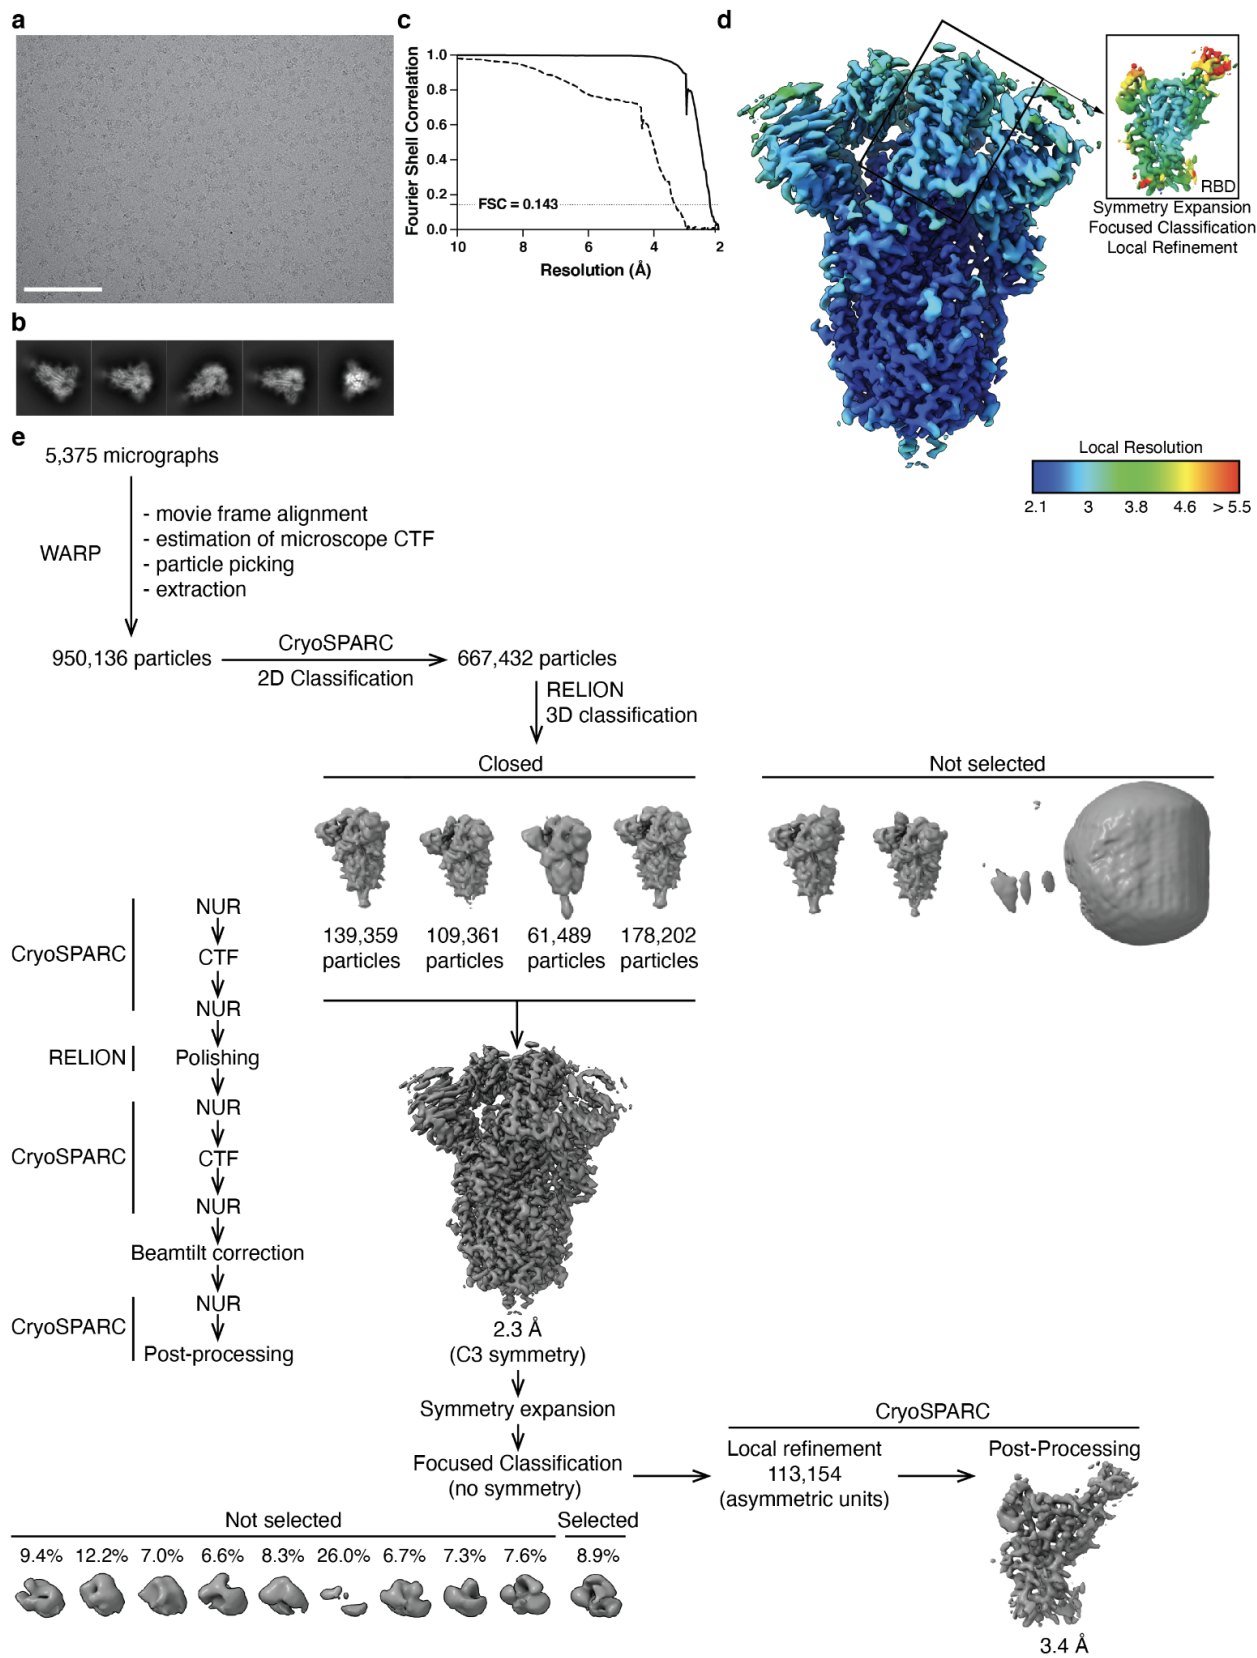 a
c
Fourier Shell Correlation
1.0
0.8
0.6
0.4
0.2
0.0
FSC = 0.143
10
8
6
4
2
Resolution (Å)
d
RBD
Symmetry Expansion
Focused Classification
Local Refinement
Local Resolution
2.1
3
3.8
4.6
> 5.5
b
e
5,375 micrographs
WARP
- movie frame alignment
- estimation of microscope CTF
- particle picking
- extraction
950,136 particles
CryoSPARC
2D Classification
667,432 particles
RELION
3D classification
Closed
Not selected
139,359
particles
109,361
particles
61,489
particles
178,202
particles
CryoSPARC
NUR
CTF
NUR
RELION
Polishing
CryoSPARC
NUR
CTF
NUR
Beamtilt correction
CryoSPARC
NUR
Post-processing
2.3 Å
(C3 symmetry)
Symmetry expansion
Focused Classification
(no symmetry)
CryoSPARC
Local refinement
113,154
(asymmetric units)
Post-Processing
3.4 Å
Not selected
Selected
9.4%
12.2%
7.0%
6.6%
8.3%
26.0%
6.7%
7.3%
7.6%
8.9%